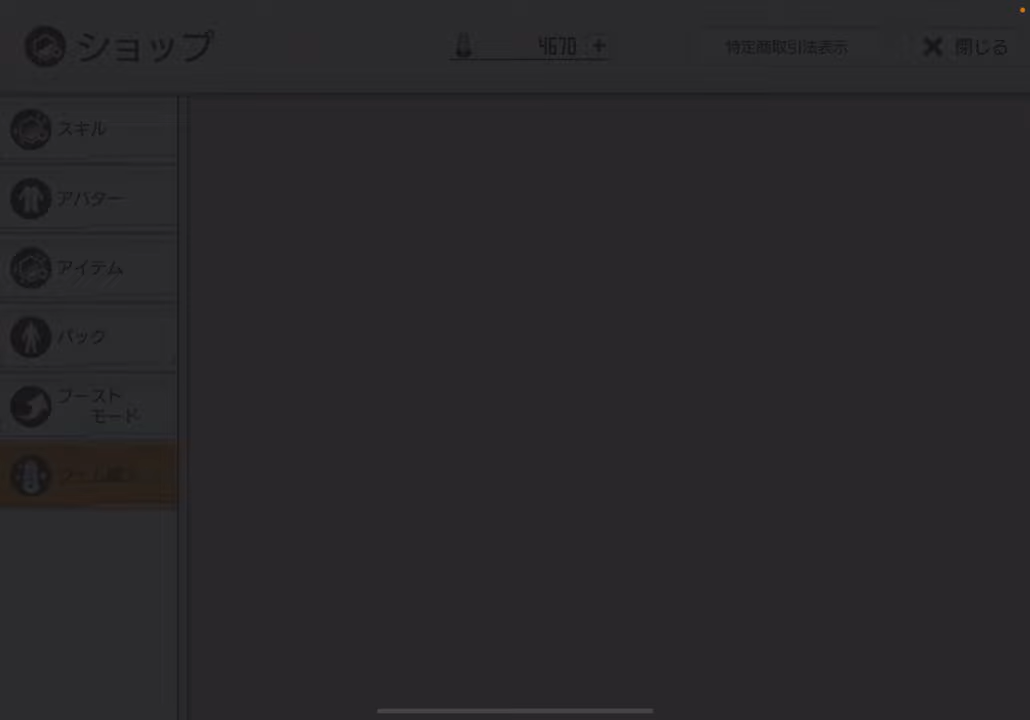 ショップ
4670 +
特定商取引法表示
閉じる
スキル
アバター
アイテム
パック
ブースト
モード